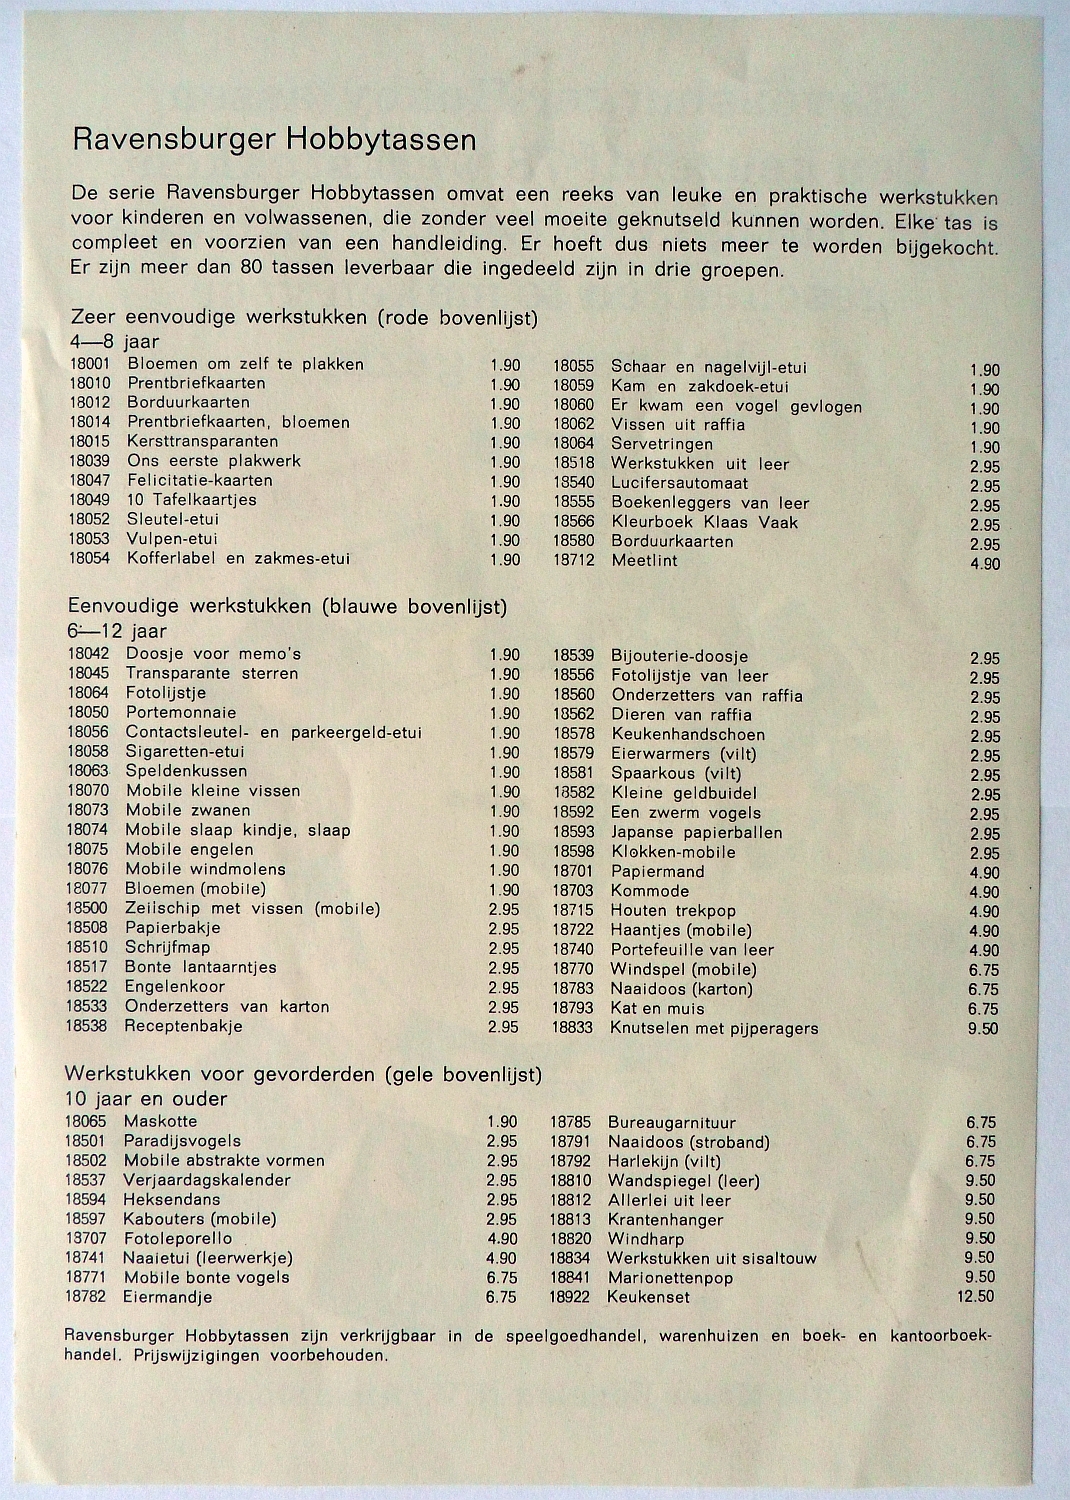 Ravensburger Hobbytassen
De serie Ravensburger Hobbytassen omvat een reeks van leuke en praktische werkstukken
voor kinderen en volwassenen, die zonder veel moeite geknutseld kunnen worden. Elke tas is
compleet en voorzien van een handleiding. Er hoeft dus niets meer te worden bijgekocht.
Er zijn meer dan 80 tassen leverbaar die ingedeeld zijn in drie groepen.
Zeer eenvoudige werkstukken (rode bovenlijst)
4—8 jaar
18001 Bloemen om zelf te plakken 1.90
18010 Prentbriefkaarten 1.90
18012 Borduurkaarten 1.90
18014 Prentbriefkaarten, bloemen 1.90
18015 Kersttransparanten 1.90
18039 Ons eerste plakwerk 1.90
18047 Felicitatie-kaarten 1.90
18049 10 Tafelkaartjes 1.90
18052 Sleutel-etui 1.90
18053 Vulpen-etui 1.90
18054 Kofferlabel en zakmes-etui 1.90
18055 Schaar en nagelvijl-etui 1.90
18059 Kam en zakdoek-etui 1.90
18060 Er kwam een vogel gevlogen 1.90
18062 Vissen uit raffia 1.90
18064 Servetringen 1.90
18518 Werkstukken uit leer 2.95
18540 Lucifersautomaat 2.95
18555 Boekenleggers van leer 2.95
18566 Kleurboek Klaas Vaak 2.95
18580 Borduurkaarten 2.95
18712 Meetlint 4.90
Eenvoudige werkstukken (blauwe bovenlijst)
6—12 jaar
18042 Doosje voor memo's 1.90
18045 Transparante sterren 1.90
18064 Fotolijstje 1.90
18050 Portemonnaie 1.90
18056 Contactsleutel- en parkeergeld-etui 1.90
18058 Sigaretten-etui 1.90
18063 Speldenkussen 1.90
18070 Mobile kleine vissen 1.90
18073 Mobile zwanen 1.90
18074 Mobile slaap kindje, slaap 1.90
18075 Mobile engelen 1.90
18076 Mobile windmolens 1.90
18077 Bloemen (mobile) 1.90
18500 Zeilschip met vissen (mobile) 2.95
18508 Papierbakje 2.95
18510 Schrijfmap 2.95
18517 Bonte lantaarntjes 2.95
18522 Engelenkoor 2.95
18533 Onderzetters van karton 2.95
18538 Receptenbakje 2.95
18539 Bijouterie-doosje 2.95
18556 Fotolijstje van leer 2.95
18560 Onderzetters van raffia 2.95
18562 Dieren van raffia 2.95
18578 Keukenhandschoen 2.95
18579 Eierwarmers (vilt) 2.95
18581 Spaarkous (vilt) 2.95
18582 Kleine geldbuidel 2.95
18592 Een zwerm vogels 2.95
18593 Japanse papierballen 2.95
18598 Klokken-mobile 2.95
18701 Papiermand 4.90
18703 Kommode 4.90
18715 Houten trekpop 4.90
18722 Haantjes (mobile) 4.90
18740 Portefeuille van leer 4.90
18770 Windspel (mobile) 6.75
18783 Naaidoos (karton) 6.75
18793 Kat en muis 6.75
18833 Knutselen met pijperagers 9.50
Werkstukken voor gevorderden (gele bovenlijst)
10 jaar en ouder
18065 Maskotte 1.90
18501 Paradijsvogels 2.95
18502 Mobile abstrakte vormen 2.95
18537 Verjaardagskalender 2.95
18594 Heksendans 2.95
18597 Kabouters (mobile) 2.95
18707 Fotoleporello 4.90
18741 Naaietui (leerwerkje) 4.90
18771 Mobile bonte vogels 6.75
18782 Eiermandje 6.75
18785 Bureaugarnituur 6.75
18791 Naaidoos (stroband) 6.75
18792 Harlekijn (vilt) 6.75
18810 Wandspiegel (leer) 9.50
18812 Allerlei uit leer 9.50
18813 Krantenhanger 9.50
18820 Windharp 9.50
18834 Werkstukken uit sisaltouw 9.50
18841 Marionettenpop 9.50
18922 Keukenset 12.50
Ravensburger Hobbytassen zijn verkrijgbaar in de speelgoedhandel, warenhuizen en boek- en kantoorboek-
handel. Prijswijzigingen voorbehouden.